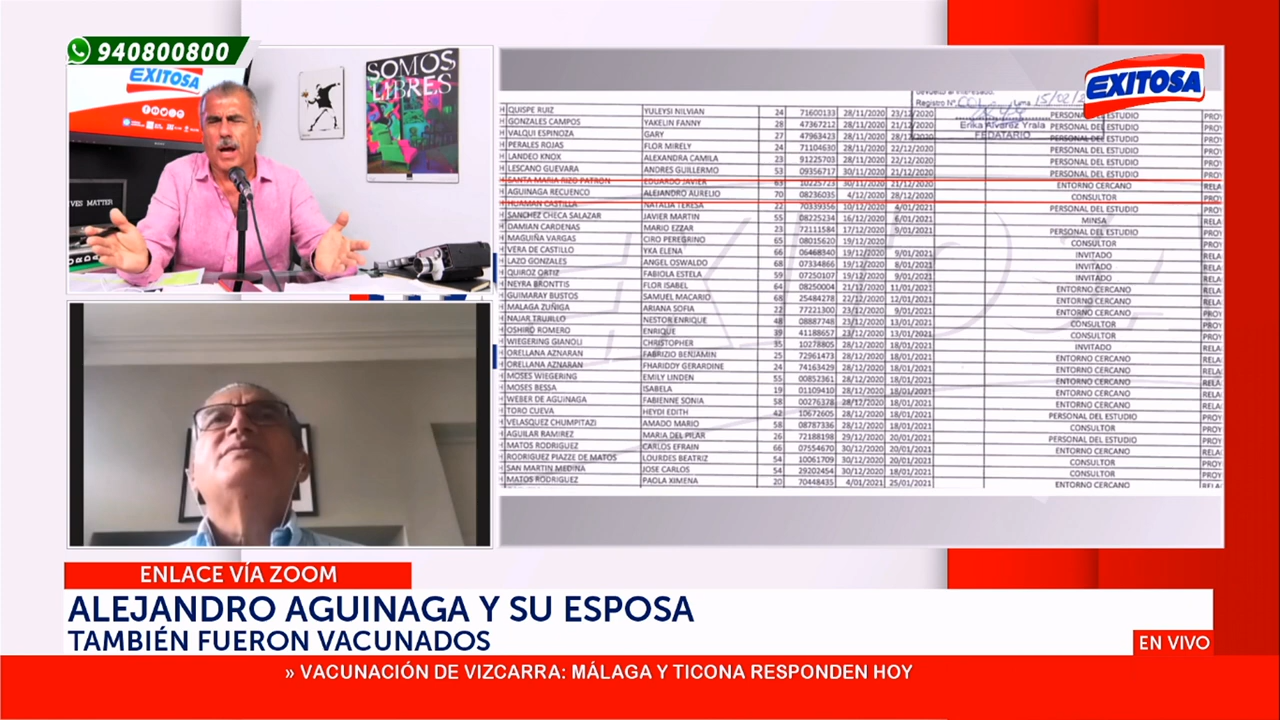 940800800
EXITOSA
SOMOS
LIBRES
VES MATTER
EXITOSA
Registro Nº
15/02/2
Erika Alvarez Yrala
FEDATARIO
QUISPE RUIZ YULEYSI NILVIAN 24 71600133 28/11/2020 23/12/2020 PERSONAL DEL ESTUDIO
GONZALES CAMPOS YAKELIN FANNY 28 47367212 28/11/2020 21/12/2020 PERSONAL DEL ESTUDIO
VALQUI ESPINOZA GARY 27 47963423 28/11/2020 PERSONAL DEL ESTUDIO
PERALES ROJAS FLOR MIRELY 24 71104630 28/11/2020 22/12/2020 PERSONAL DEL ESTUDIO
LANDEO KNOX ALEXANDRA CAMILA 23 91225703 28/11/2020 22/12/2020 PERSONAL DEL ESTUDIO
LESCANO GUEVARA ANDRES GUILLERMO 53 09356717 30/11/2020 21/12/2020 PERSONAL DEL ESTUDIO
SANTA MARIA RIZO PATRON EDUARDO JAVIER 63 10225723 30/11/2020 21/12/2020 ENTORNO CERCANO RELA
AGUINAGA RECUENCO ALEJANDRO AURELIO 70 08236035 4/12/2020 28/12/2020 CONSULTOR PROY
HUAMAN CASTILLA NATALIA TERESA 22 70339356 10/12/2020 4/01/2021 PERSONAL DEL ESTUDIO
SANCHEZ CHECA SALAZAR JAVIER MARTIN 55 08225234 16/12/2020 6/01/2021 MINSA
DAMIAN CARDENAS MARIO EZZAR 23 72111584 17/12/2020 9/01/2021 PERSONAL DEL ESTUDIO
MAGUIÑA VARGAS CIRO PEREGRINO 65 08015620 19/12/2020 CONSULTOR
VERA DE CASTILLO YKA ELENA 66 06468340 19/12/2020 9/01/2021 INVITADO
LAZO GONZALES ANGEL OSWALDO 68 07334866 19/12/2020 8/01/2021 INVITADO
QUIROZ ORTIZ FABIOLA ESTELA 59 07250107 19/12/2020 9/01/2021 INVITADO
NEYRA BRONTTIS FLOR ISABEL 64 08250004 21/12/2020 11/01/2021 ENTORNO CERCANO
GUIMARAY BUSTOS SAMUEL MACARIO 68 25484278 22/12/2020 12/01/2021 ENTORNO CERCANO
MALAGA ZUÑIGA ARIANA SOFIA 22 77221300 23/12/2020 9/01/2021 ENTORNO CERCANO
NAJAR TRUJILLO NESTOR ENRIQUE 48 08887748 23/12/2020 13/01/2021 CONSULTOR
OSHIRO ROMERO ENRIQUE 39 41188657 23/12/2020 13/01/2021 CONSULTOR
WIEGERING GIANOLI CHRISTOPHER 35 10278805 28/12/2020 18/01/2021 INVITADO
ORELLANA AZNARAN FABRIZIO BENJAMIN 25 72961473 28/12/2020 18/01/2021 ENTORNO CERCANO
ORELLANA AZNARAN FHARIDDY GERARDINE 24 74163429 28/12/2020 18/01/2021 ENTORNO CERCANO
MOSES WIEGERING EMILY LINDEN 55 00852361 28/12/2020 18/01/2021 ENTORNO CERCANO
MOSES BESSA ISABELA 19 01109410 28/12/2020 18/01/2021 ENTORNO CERCANO
WEBER DE AGUINAGA FABIENNE SONIA 58 00276378 28/12/2020 18/01/2021 ENTORNO CERCANO
TORO CUEVA HEYDI EDITH 42 10672605 28/12/2020 18/01/2021 PERSONAL DEL ESTUDIO
VELASQUEZ CHUMPITAZI AMADO MARIO 58 08787336 28/12/2020 18/01/2021 CONSULTOR
AGUILAR RAMIREZ MARIA DEL PILAR 26 72188198 29/12/2020 20/01/2021 PERSONAL DEL ESTUDIO
MATOS RODRIGUEZ CARLOS EFRAIN 66 07554670 30/12/2020 20/01/2021 ENTORNO CERCANO
RODRIGUEZ PIAZZE DE MATOS LOURDES BEATRIZ 54 10061709 30/12/2020 20/01/2021 CONSULTOR
SAN MARTIN MEDINA JOSE CARLOS 54 29202454 30/12/2020 18/01/2021 CONSULTOR
MATOS RODRIGUEZ PAOLA XIMENA 20 70448435 4/01/2021 25/01/2021 ENTORNO CERCANO RELA
ENLACE VÍA ZOOM
ALEJANDRO AGUINAGA Y SU ESPOSA
TAMBIÉN FUERON VACUNADOS
EN VIVO
» VACUNACIÓN DE VIZCARRA: MÁLAGA Y TICONA RESPONDEN HOY